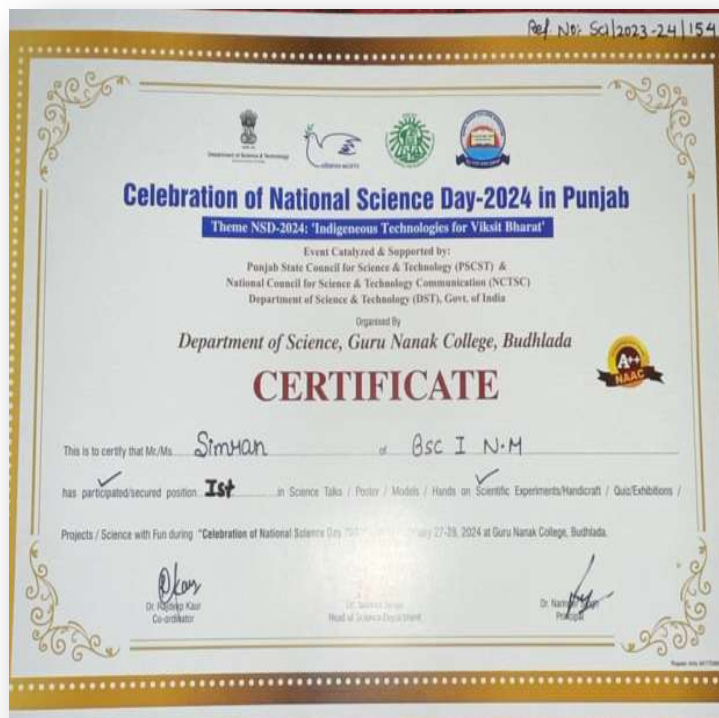 Ref No: Sci/2023-24/154
Department of Science & Technology
Celebration of National Science Day-2024 in Punjab
Theme NSD-2024: 'Indigeneous Technologies for Viksit Bharat'
Event Catalyzed & Supported by:
Punjab State Council for Science & Technology (PSCST) &
National Council for Science & Technology Communication (NCTSC)
Department of Science & Technology (DST), Govt. of India
Organised By
Department of Science, Guru Nanak College, Budhlada
A++
NAAC
CERTIFICATE
This is to certify that Mr/Ms Simran of Bsc I N.M
has participated/secured position Ist in Science Talks / Poster / Models / Hands on Scientific Experiments/Handicraft / Quiz/Exhibitions /
Projects / Science with Fun during "Celebration of National Science Day 27-28, 2024 at Guru Nanak College, Budhlada.
Dr. Kaur
Co-ordinator
Head of Science Department
Dr. Singh
Principal